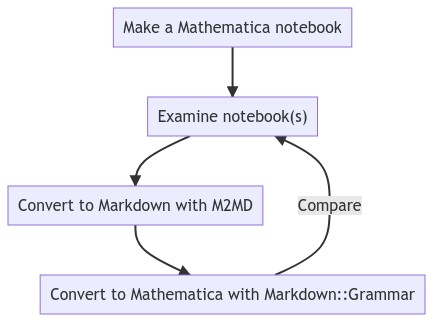 Make a Mathematica notebook
Examine notebook(s)
Convert to Markdown with M2MD
Compare
Convert to Mathematica with Markdown::Grammar